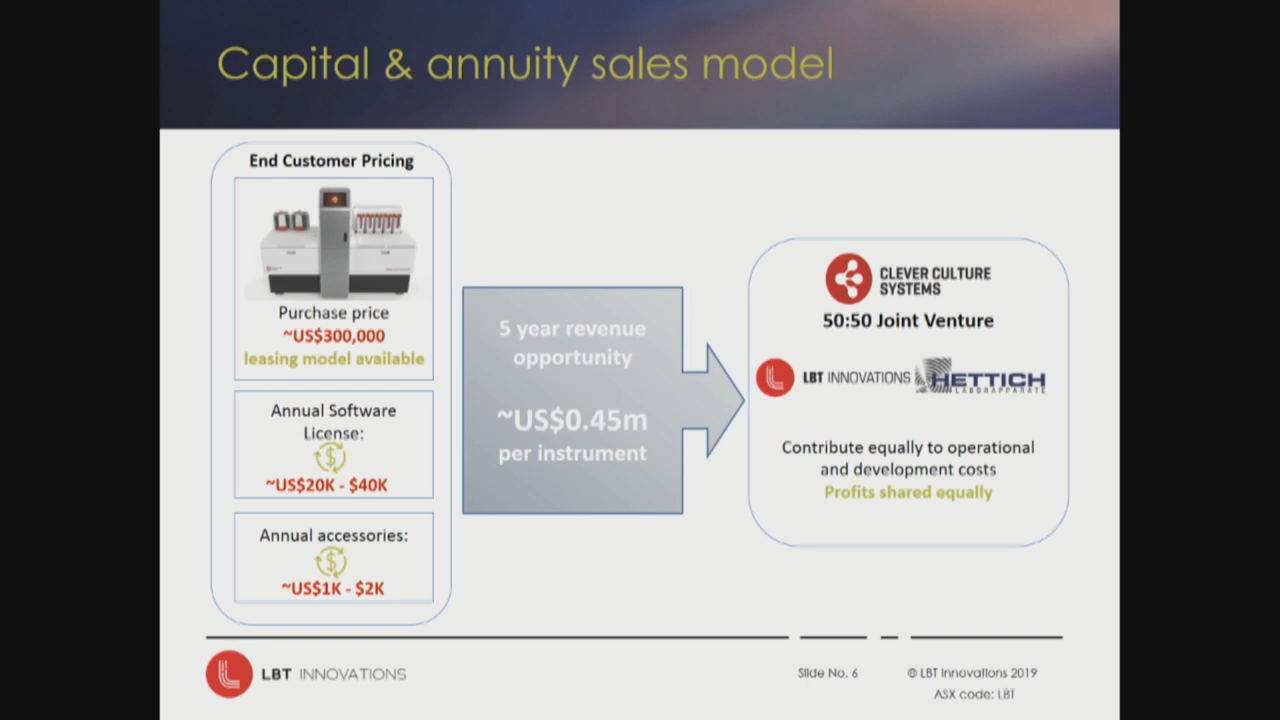 Capital & annuity sales model
End Customer Pricing
Purchase price
~US$300,000
leasing model available
Annual Software
License:
~US$20K - $40K
Annual accessories:
~US$1K - $2K
5 year revenue
opportunity
~US$0.45m
per instrument
CLEVER CULTURE
SYSTEMS
50:50 Joint Venture
LBT INNOVATIONS
HETTICH
LABORAPPARATE
Contribute equally to operational
and development costs
Profits shared equally
LBT INNOVATIONS
Slide No. 6
© LBT Innovations 2019
ASX code: LBT